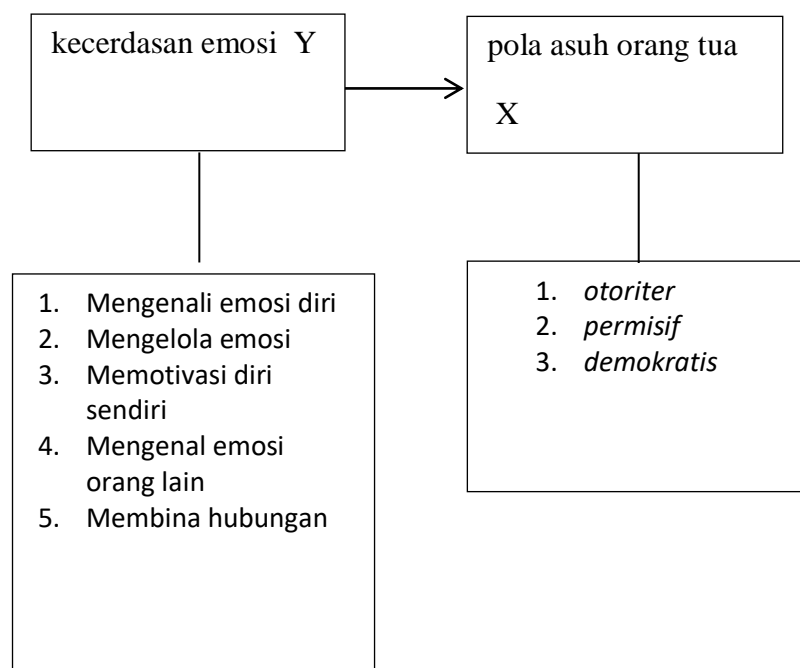 kecerdasan emosi Y
pola asuh orang tua
X
1. Mengenali emosi diri
2. Mengelola emosi
3. Memotivasi diri
sendiri
4. Mengenal emosi
orang lain
5. Membina hubungan
1. otoriter
2. permisif
3. demokratis